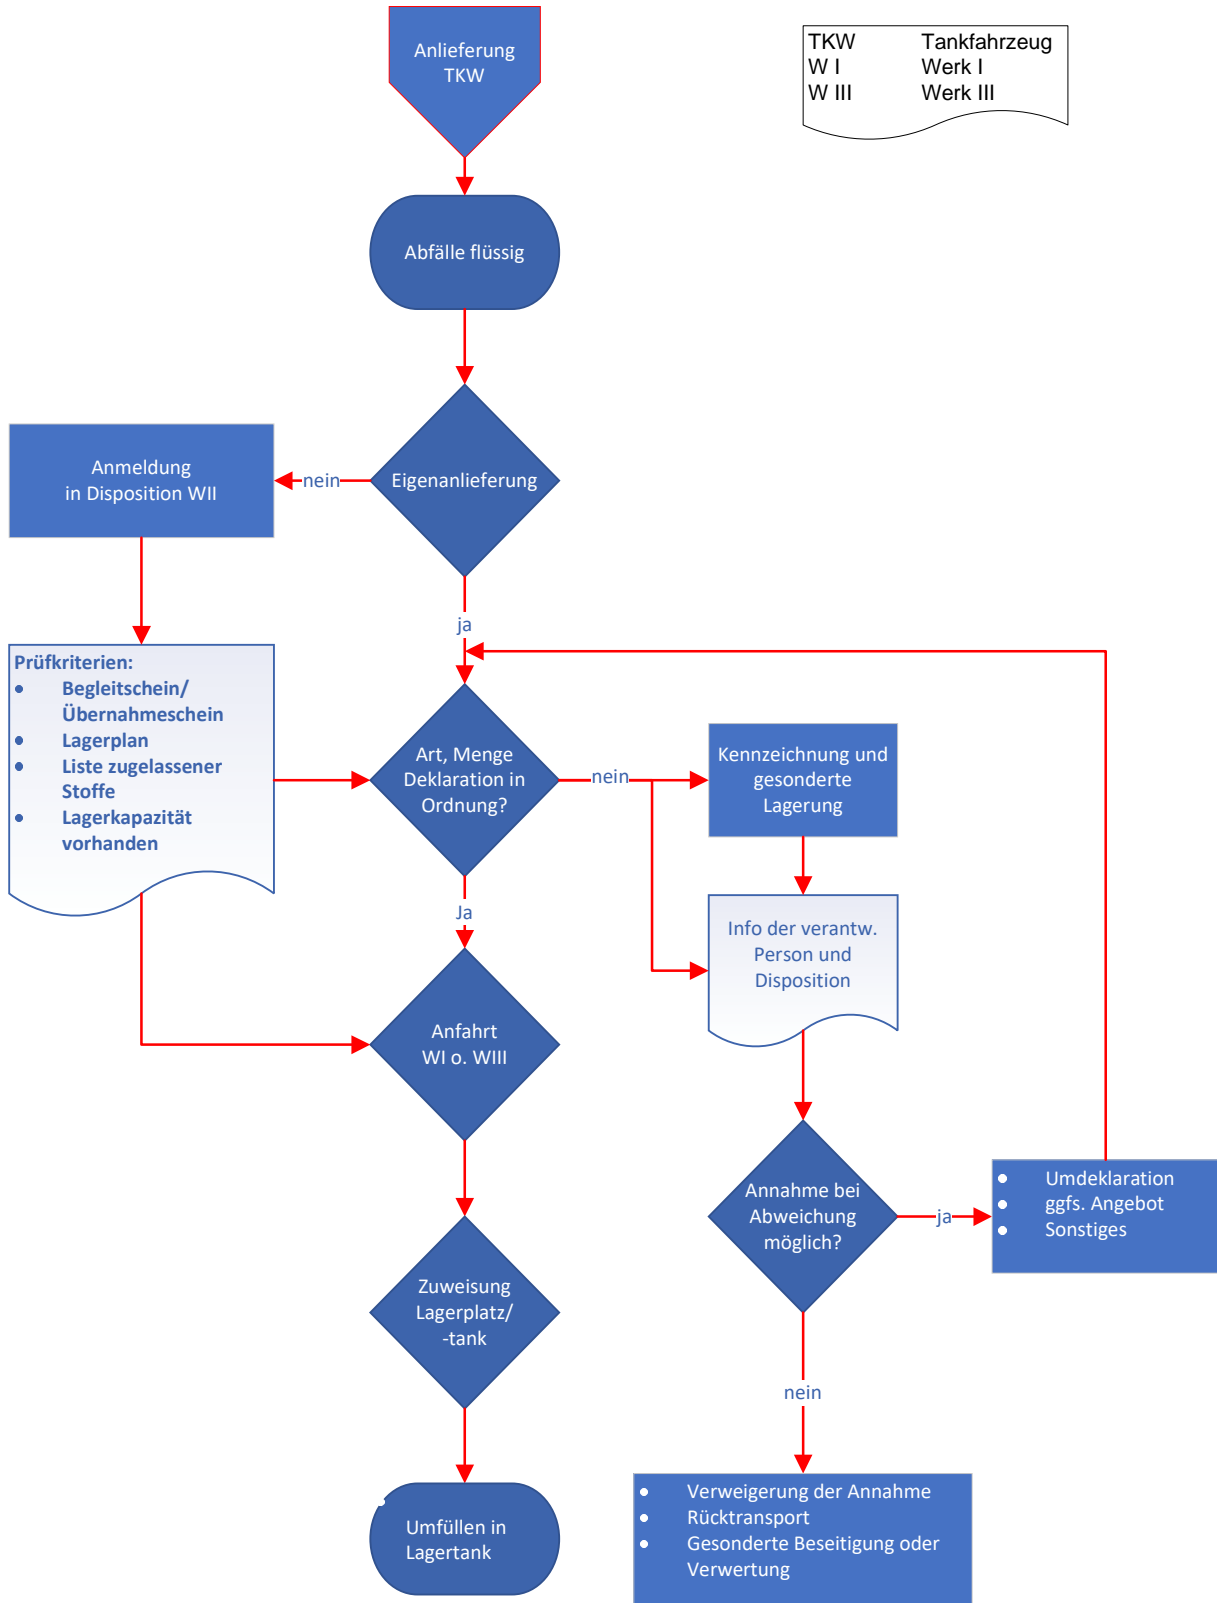 Anlieferung
TKW
TKW Tankfahrzeug
W I Werk I
W III Werk III
Abfälle flüssig
Eigenanlieferung
nein
Anmeldung
in Disposition WII
ja
Prüfkriterien:
• Begleitschein/
Übernahmeschein
• Lagerplan
• Liste zugelassener
Stoffe
• Lagerkapazität
vorhanden
Art, Menge
Deklaration in
Ordnung?
nein
Kennzeichnung und
gesonderte
Lagerung
Ja
Info der verantw.
Person und
Disposition
Anfahrt
WI o. WIII
Annahme bei
Abweichung
möglich?
ja
• Umdeklaration
• ggfs. Angebot
• Sonstiges
Zuweisung
Lagerplatz/
-tank
nein
Umfüllen in
Lagertank
• Verweigerung der Annahme
• Rücktransport
• Gesonderte Beseitigung oder
Verwertung